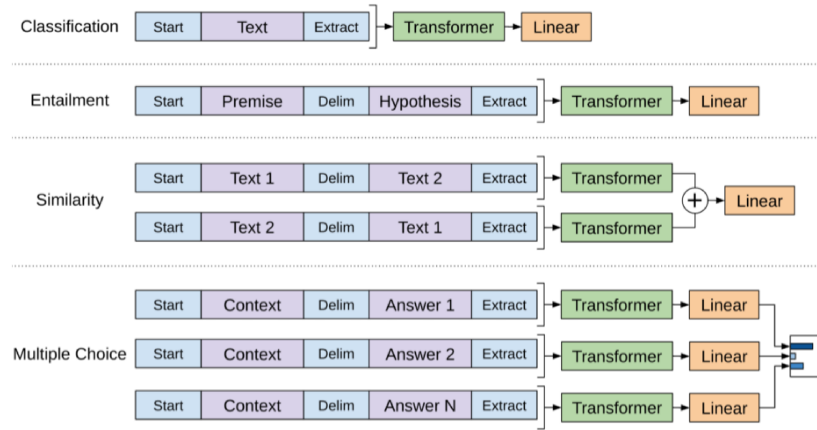 Classification Start Text Extract Transformer Linear
Entailment Start Premise Delim Hypothesis Extract Transformer Linear
Similarity
Start Text 1 Delim Text 2 Extract Transformer
+ Linear
Start Text 2 Delim Text 1 Extract Transformer
Multiple Choice
Start Context Delim Answer 1 Extract Transformer Linear
Start Context Delim Answer 2 Extract Transformer Linear
Start Context Delim Answer N Extract Transformer Linear